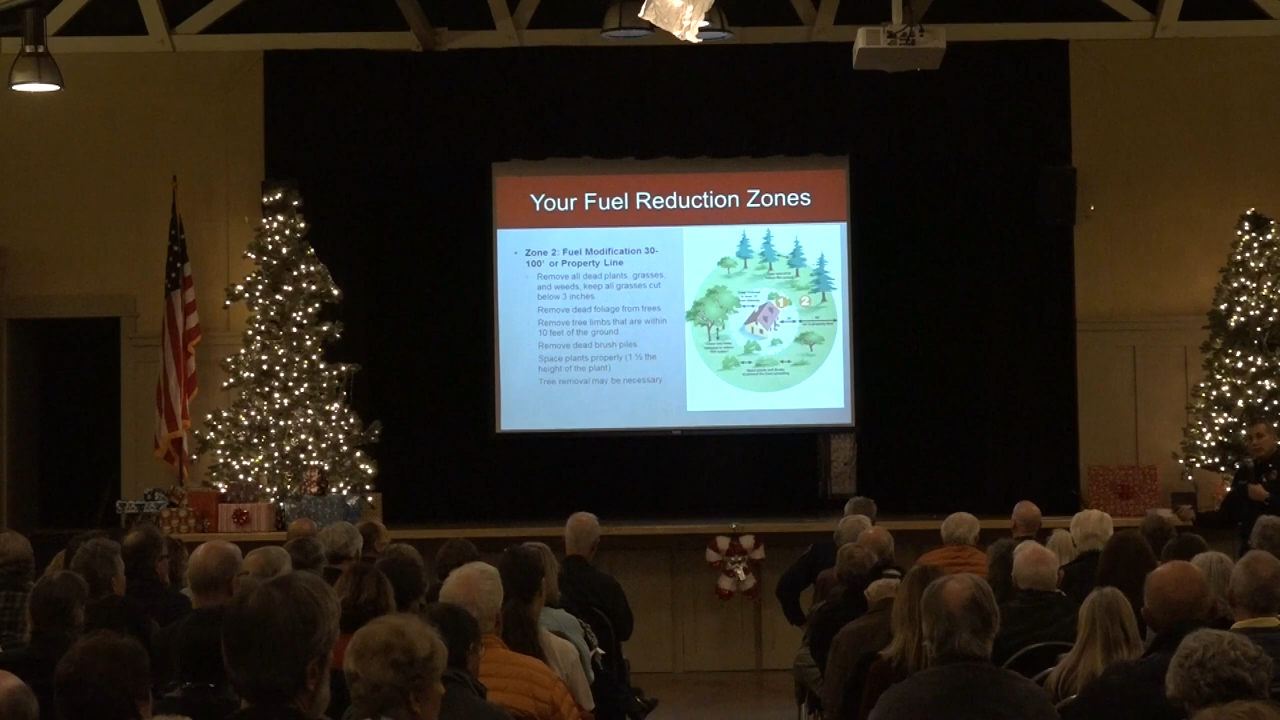 Your Fuel Reduction Zones
• Zone 2: Fuel Modification 30-
100' or Property Line
Remove all dead plants, grasses,
and weeds, keep all grasses cut
below 3 inches.
Remove dead foliage from trees
Remove tree limbs that are within
10 feet of the ground.
Remove dead brush piles
Space plants properly (1 ½ the
height of the plant)
Tree removal may be necessary
1
2